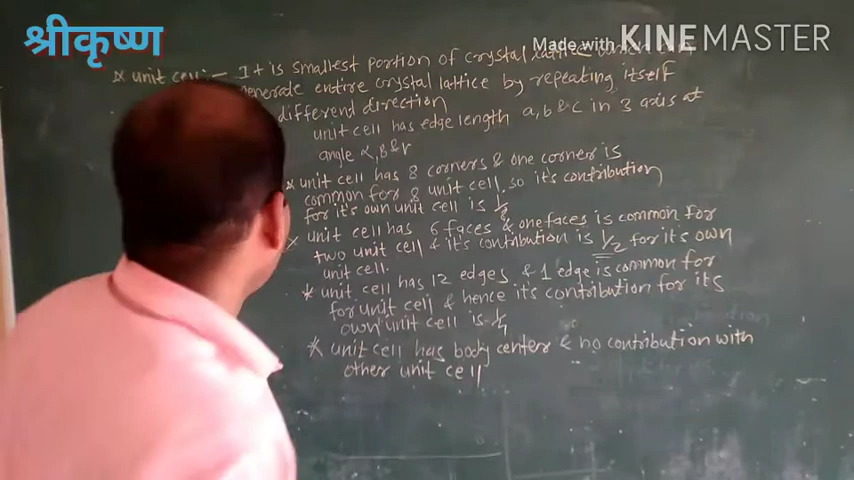 श्रीकृष्ण
Made with KINEMASTER
* unit cell :- It is smallest portion of crystal lattice which can
generate entire crystal lattice by repeating itself
differend direction
unit cell has edge length a, b & c in 3 axis at
angle α, β & γ
* unit cell has 8 corners & one corner is
common for 8 unit cell, so it's contribution
for it's own unit cell is 1/8
* unit cell has 6 faces & one faces is common for
two unit cell & it's contribution is 1/2 for it's own
unit cell.
* unit cell has 12 edges & 1 edge is common for
for unit cell & hence it's contribution for its
own unit cell is 1/4
* unit cell has body center & no contribution with
other unit cell